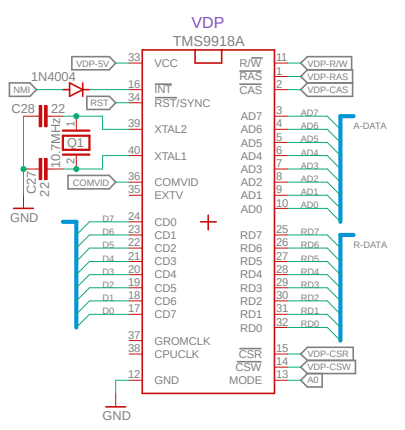 VDP
TMS9918A
VDP-5V 33 VCC R/W 11 VDP-R/W
RAS 1 VDP-RAS
CAS 2 VDP-CAS
1N4004
NMI 16 INT
RST 34 RST/SYNC
C28 22
39 XTAL2
10,7MHz 1 Q1 2
40 XTAL1
C27 22
GND
COMVID 36 COMVID
35 EXTV
AD7 3 AD7 A-DATA
AD6 4 AD6
AD5 5 AD5
AD4 6 AD4
AD3 7 AD3
AD2 8 AD2
AD1 9 AD1
AD0 10 AD0
D7 24 CD0
D6 23 CD1
D5 22 CD2
D4 21 CD3
D3 20 CD4
D2 19 CD5
D1 18 CD6
D0 17 CD7
RD7 25 RD7 R-DATA
RD6 26 RD6
RD5 27 RD5
RD4 28 RD4
RD3 29 RD3
RD2 30 RD2
RD1 31 RD1
RD0 32 RD0
37 GROMCLK
38 CPUCLK
CSR 15 VDP-CSR
CSW 14 VDP-CSW
MODE 13 A0
12 GND
GND